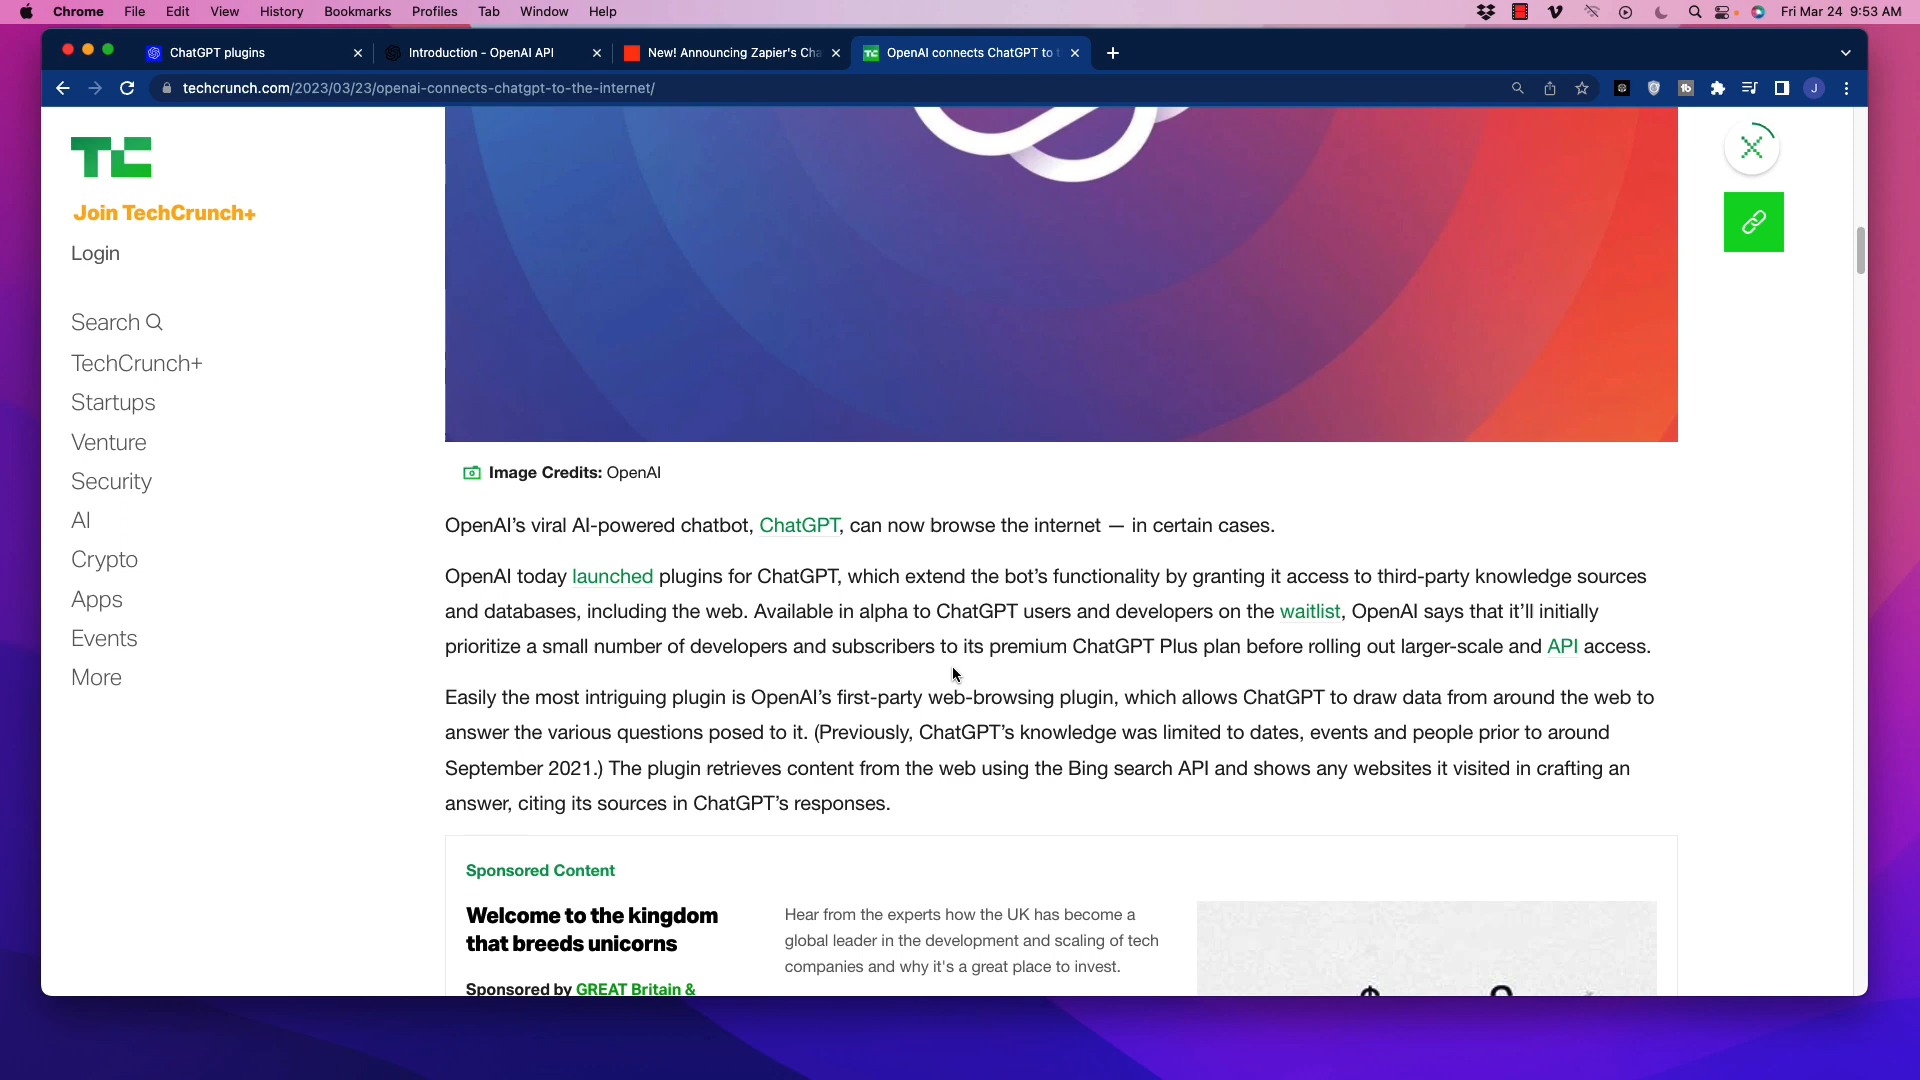 Chrome File Edit View History Bookmarks Profiles Tab Window Help Fri Mar 24 9:53 AM
ChatGPT plugins Introduction - OpenAI API New! Announcing Zapier's Cha OpenAI connects ChatGPT to t
techcrunch.com/2023/03/23/openai-connects-chatgpt-to-the-internet/
TC
Join TechCrunch+
Login
Search
TechCrunch+
Startups
Venture
Security
AI
Crypto
Apps
Events
More
Image Credits: OpenAI
OpenAI’s viral AI-powered chatbot, ChatGPT, can now browse the internet — in certain cases.
OpenAI today launched plugins for ChatGPT, which extend the bot’s functionality by granting it access to third-party knowledge sources
and databases, including the web. Available in alpha to ChatGPT users and developers on the waitlist, OpenAI says that it’ll initially
prioritize a small number of developers and subscribers to its premium ChatGPT Plus plan before rolling out larger-scale and API access.
Easily the most intriguing plugin is OpenAI’s first-party web-browsing plugin, which allows ChatGPT to draw data from around the web to
answer the various questions posed to it. (Previously, ChatGPT’s knowledge was limited to dates, events and people prior to around
September 2021.) The plugin retrieves content from the web using the Bing search API and shows any websites it visited in crafting an
answer, citing its sources in ChatGPT’s responses.
Sponsored Content
Welcome to the kingdom
that breeds unicorns
Sponsored by GREAT Britain &
Hear from the experts how the UK has become a
global leader in the development and scaling of tech
companies and why it's a great place to invest.